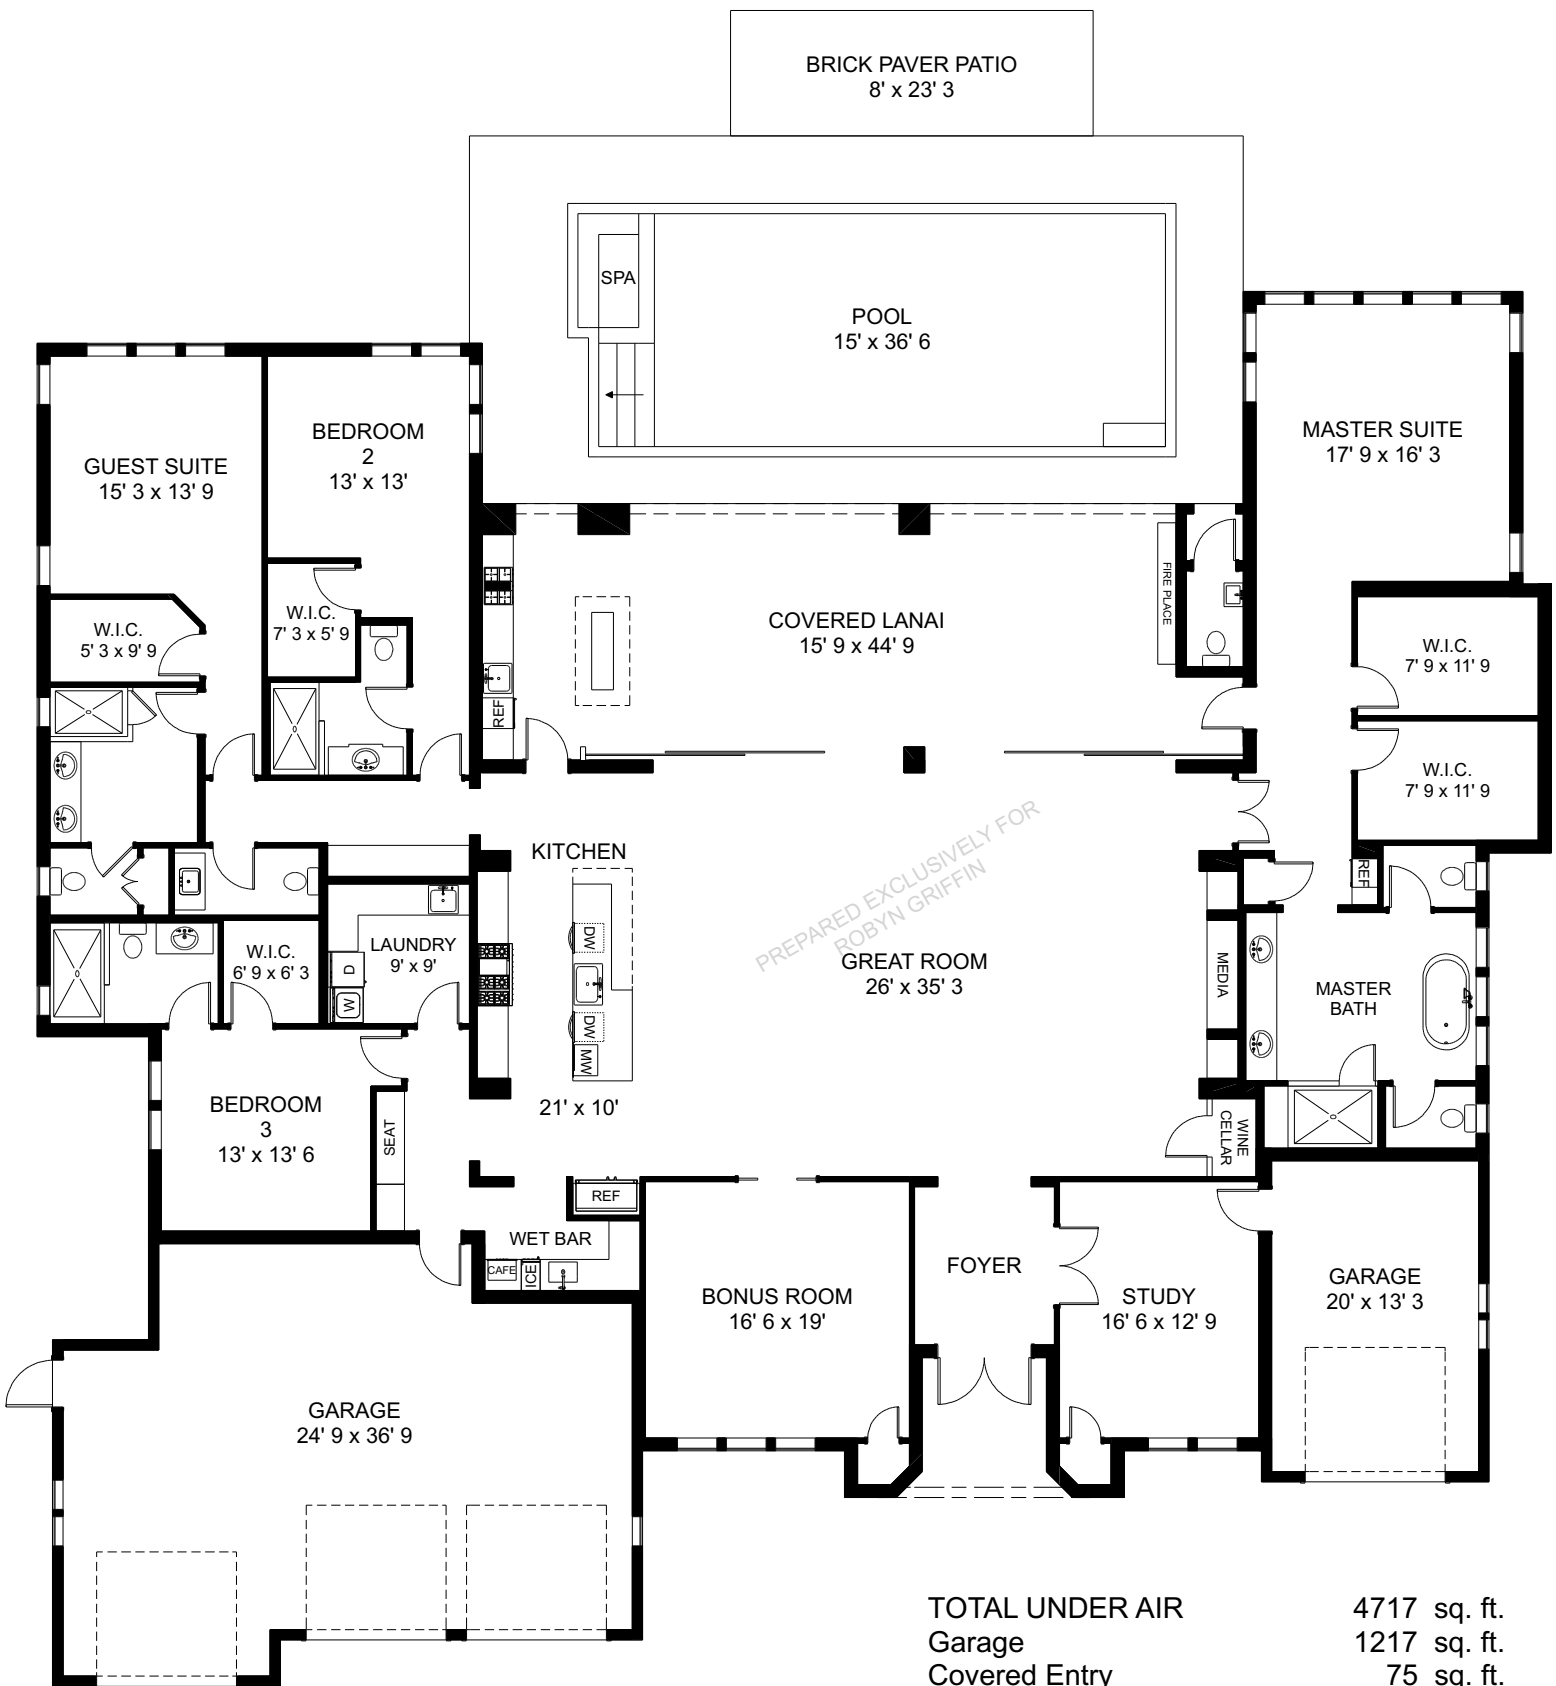 BRICK PAVER PATIO
8' x 23' 3
SPA
POOL
15' x 36' 6
MASTER SUITE
17' 9 x 16' 3
BEDROOM
2
13' x 13'
GUEST SUITE
15' 3 x 13' 9
W.I.C.
5' 3 x 9' 9
W.I.C.
7' 3 x 5' 9
COVERED LANAI
15' 9 x 44' 9
FIRE PLACE
REF
W.I.C.
7' 9 x 11' 9
W.I.C.
7' 9 x 11' 9
KITCHEN
PREPARED EXCLUSIVELY FOR
ROBYN GRIFFIN
REF
LAUNDRY
9' x 9'
D
W
W.I.C.
6' 9 x 6' 3
DW
DW
MW
GREAT ROOM
26' x 35' 3
MEDIA
MASTER
BATH
BEDROOM
3
13' x 13' 6
SEAT
21' x 10'
WINE
CELLAR
REF
WET BAR
CAFE
ICE
BONUS ROOM
16' 6 x 19'
FOYER
STUDY
16' 6 x 12' 9
GARAGE
20' x 13' 3
GARAGE
24' 9 x 36' 9
TOTAL UNDER AIR 4717 sq. ft.
Garage 1217 sq. ft.
Covered Entry 75 sq. ft.